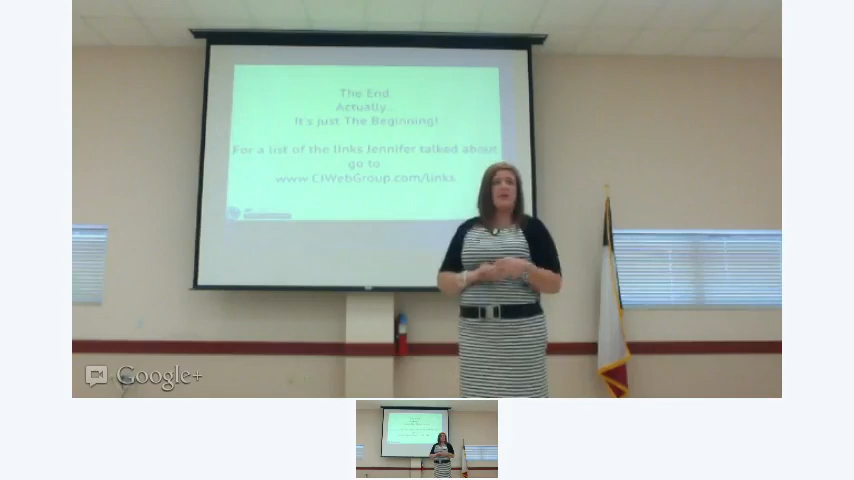 The End
Actually...
It's just The Beginning!
For a list of the links Jennifer talked about
go to
www.CIWebGroup.com/links
Google+